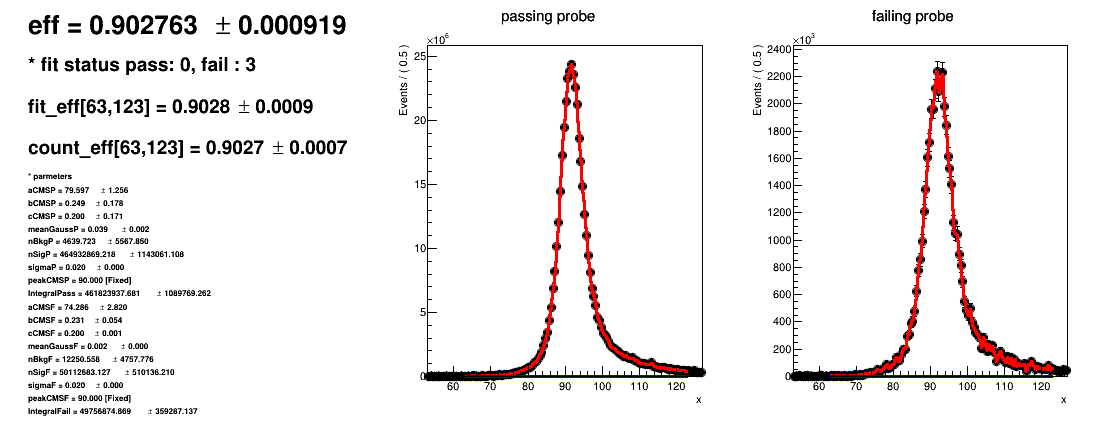 eff = 0.902763 ± 0.000919
* fit status pass: 0, fail : 3
fit_eff[63,123] = 0.9028 ± 0.0009
count_eff[63,123] = 0.9027 ± 0.0007
* parmeters
aCMSP = 79.597 ± 1.256
bCMSP = 0.249 ± 0.178
cCMSP = 0.200 ± 0.171
meanGaussP = 0.039 ± 0.002
nBkgP = 4639.723 ± 5567.850
nSigP = 464932869.218 ± 1143061.108
sigmaP = 0.020 ± 0.000
peakCMSP = 90.000 [Fixed]
IntegralPass = 461823937.681 ± 1089769.262
aCMSF = 74.286 ± 2.820
bCMSF = 0.231 ± 0.054
cCMSF = 0.200 ± 0.001
meanGaussF = 0.002 ± 0.000
nBkgF = 12250.558 ± 4757.776
nSigF = 50112683.127 ± 510136.210
sigmaF = 0.020 ± 0.000
peakCMSF = 90.000 [Fixed]
IntegralFail = 49756874.869 ± 359287.137
passing probe
×10⁶
Events / ( 0.5 )
25
20
15
10
5
0
60 70 80 90 100 110 120
x
failing probe
×10³
Events / ( 0.5 )
2400
2200
2000
1800
1600
1400
1200
1000
800
600
400
200
0
60 70 80 90 100 110 120
x